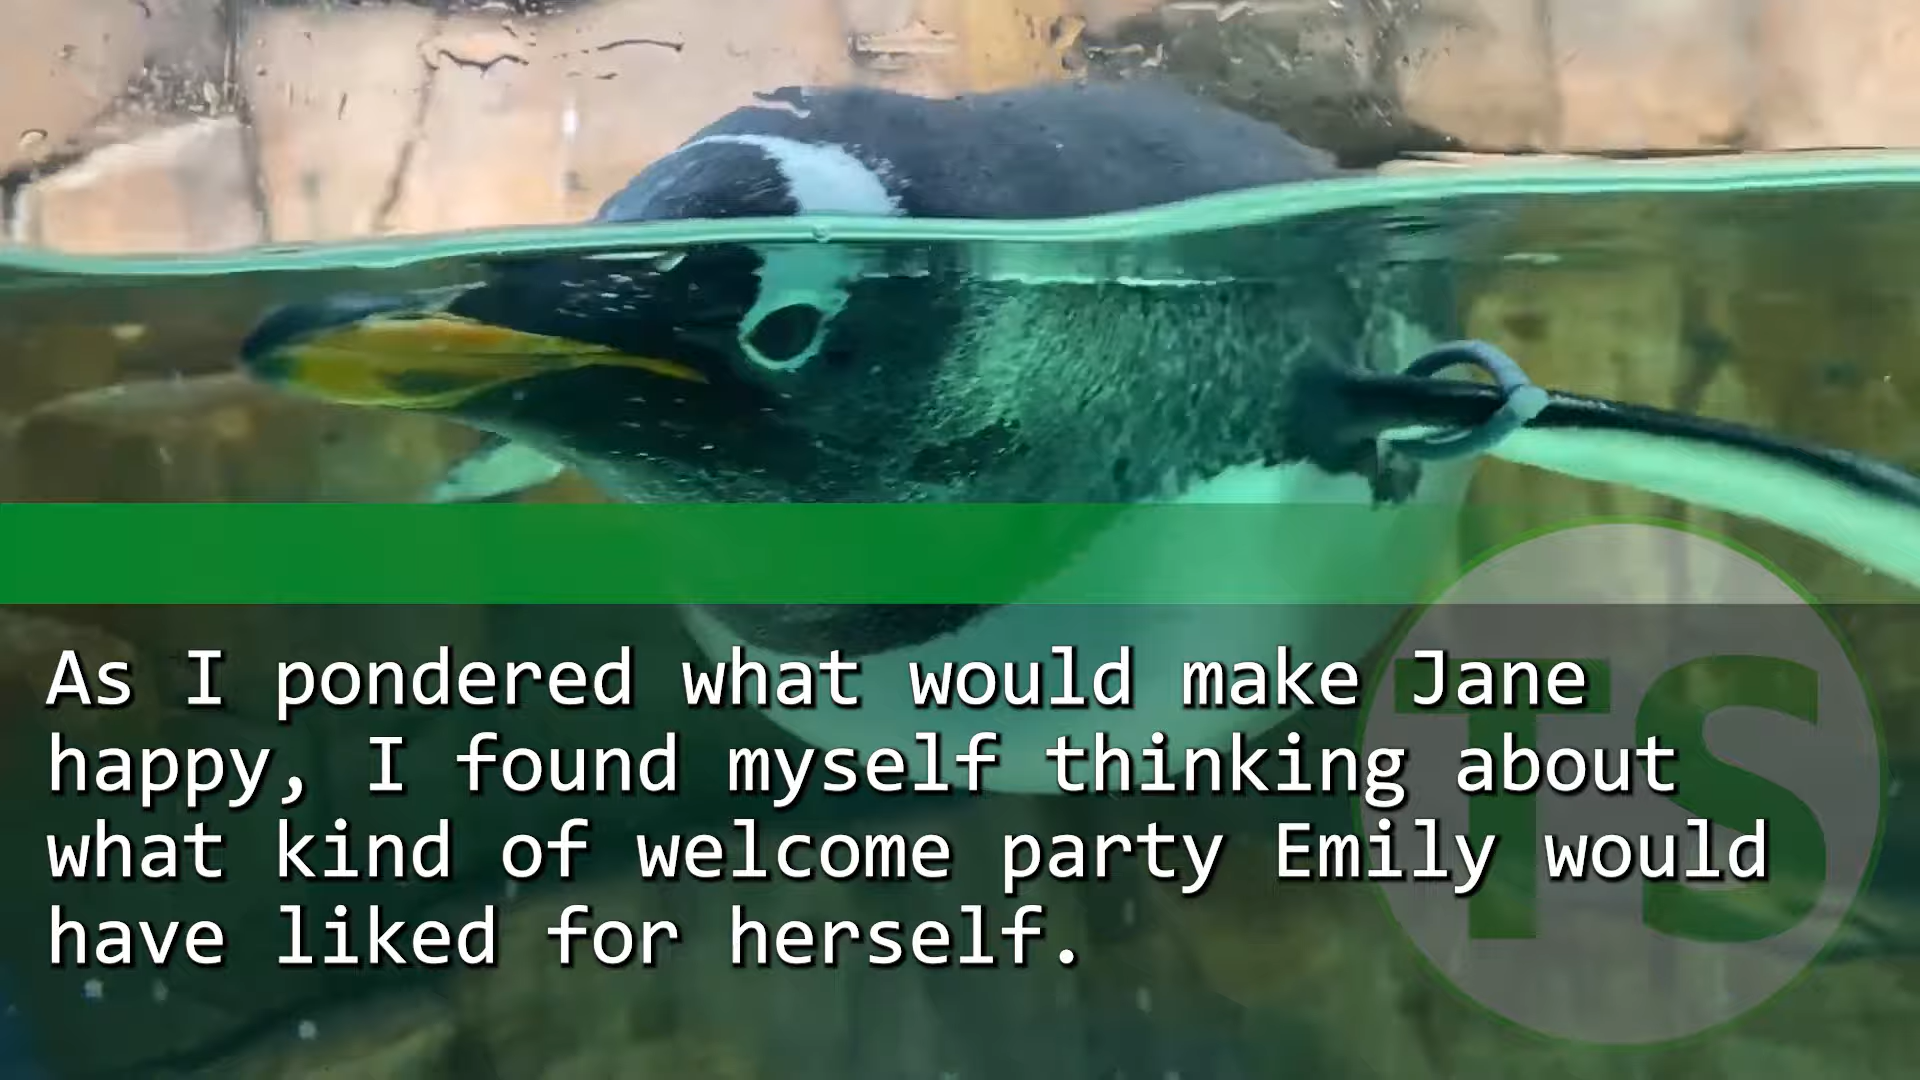 As I pondered what would make Jane
happy, I found myself thinking about
what kind of welcome party Emily would
have liked for herself.
TS